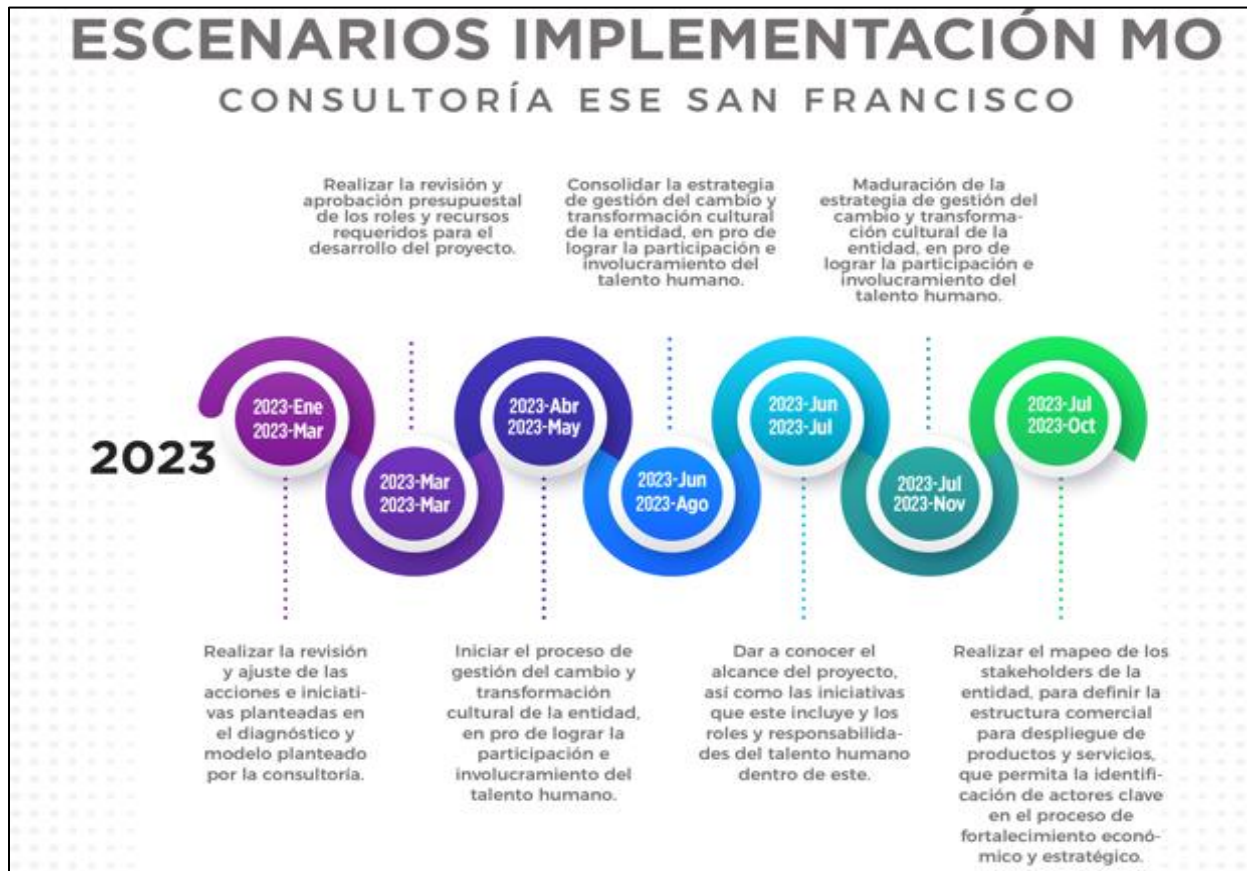 ESCENARIOS IMPLEMENTACIÓN MO
CONSULTORÍA ESE SAN FRANCISCO
Realizar la revisión y
aprobación presupuestal
de los roles y recursos
requeridos para el
desarrollo del proyecto.
Consolidar la estrategia
de gestión del cambio y
transformación cultural
de la entidad, en pro de
lograr la participación e
involucramiento del
talento humano.
Maduración de la
estrategia de gestión del
cambio y transforma-
ción cultural de la
entidad, en pro de
lograr la participación e
involucramiento del
talento humano.
2023
2023-Ene
2023-Mar
2023-Mar
2023-Mar
2023-Abr
2023-May
2023-Jun
2023-Ago
2023-Jun
2023-Jul
2023-Jul
2023-Nov
2023-Jul
2023-Oct
Realizar la revisión
y ajuste de las
acciones e iniciati-
vas planteadas en
el diagnóstico y
modelo planteado
por la consultoría.
Iniciar el proceso de
gestión del cambio y
transformación
cultural de la entidad,
en pro de lograr la
participación e
involucramiento del
talento humano.
Dar a conocer el
alcance del proyecto,
así como las iniciativas
que este incluye y los
roles y responsabilida-
des del talento humano
dentro de este.
Realizar el mapeo de los
stakeholders de la
entidad, para definir la
estructura comercial
para despliegue de
productos y servicios,
que permita la identifi-
cación de actores clave
en el proceso de
fortalecimiento econó-
mico y estratégico.